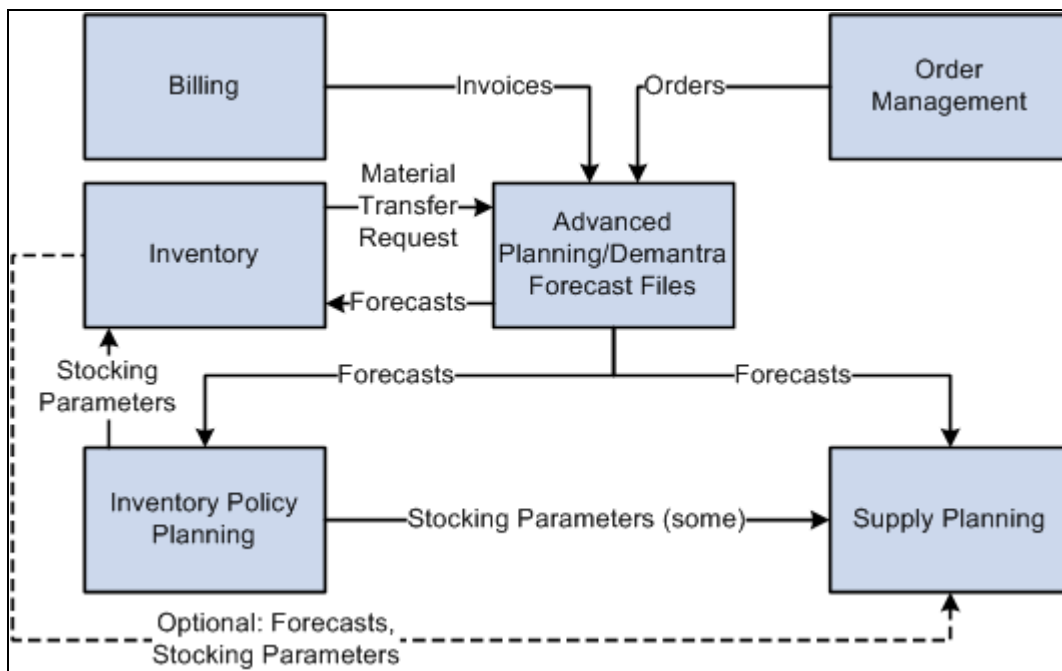 Billing
Invoices
Orders
Order
Management
Inventory
Material
Transfer
Request
Advanced
Planning/Demantra
Forecast Files
Forecasts
Stocking
Parameters
Forecasts
Forecasts
Inventory Policy
Planning
Stocking Parameters (some)
Supply Planning
Optional: Forecasts,
Stocking Parameters